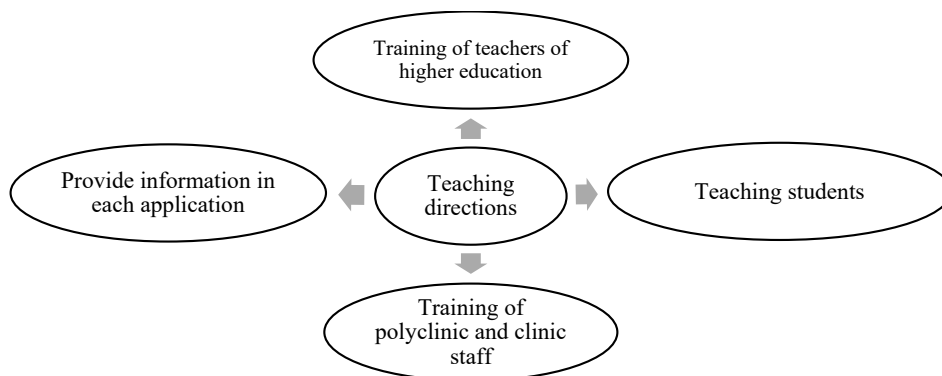 Training of teachers of
higher education
Provide information in
each application
Teaching
directions
Teaching students
Training of
polyclinic and clinic
staff